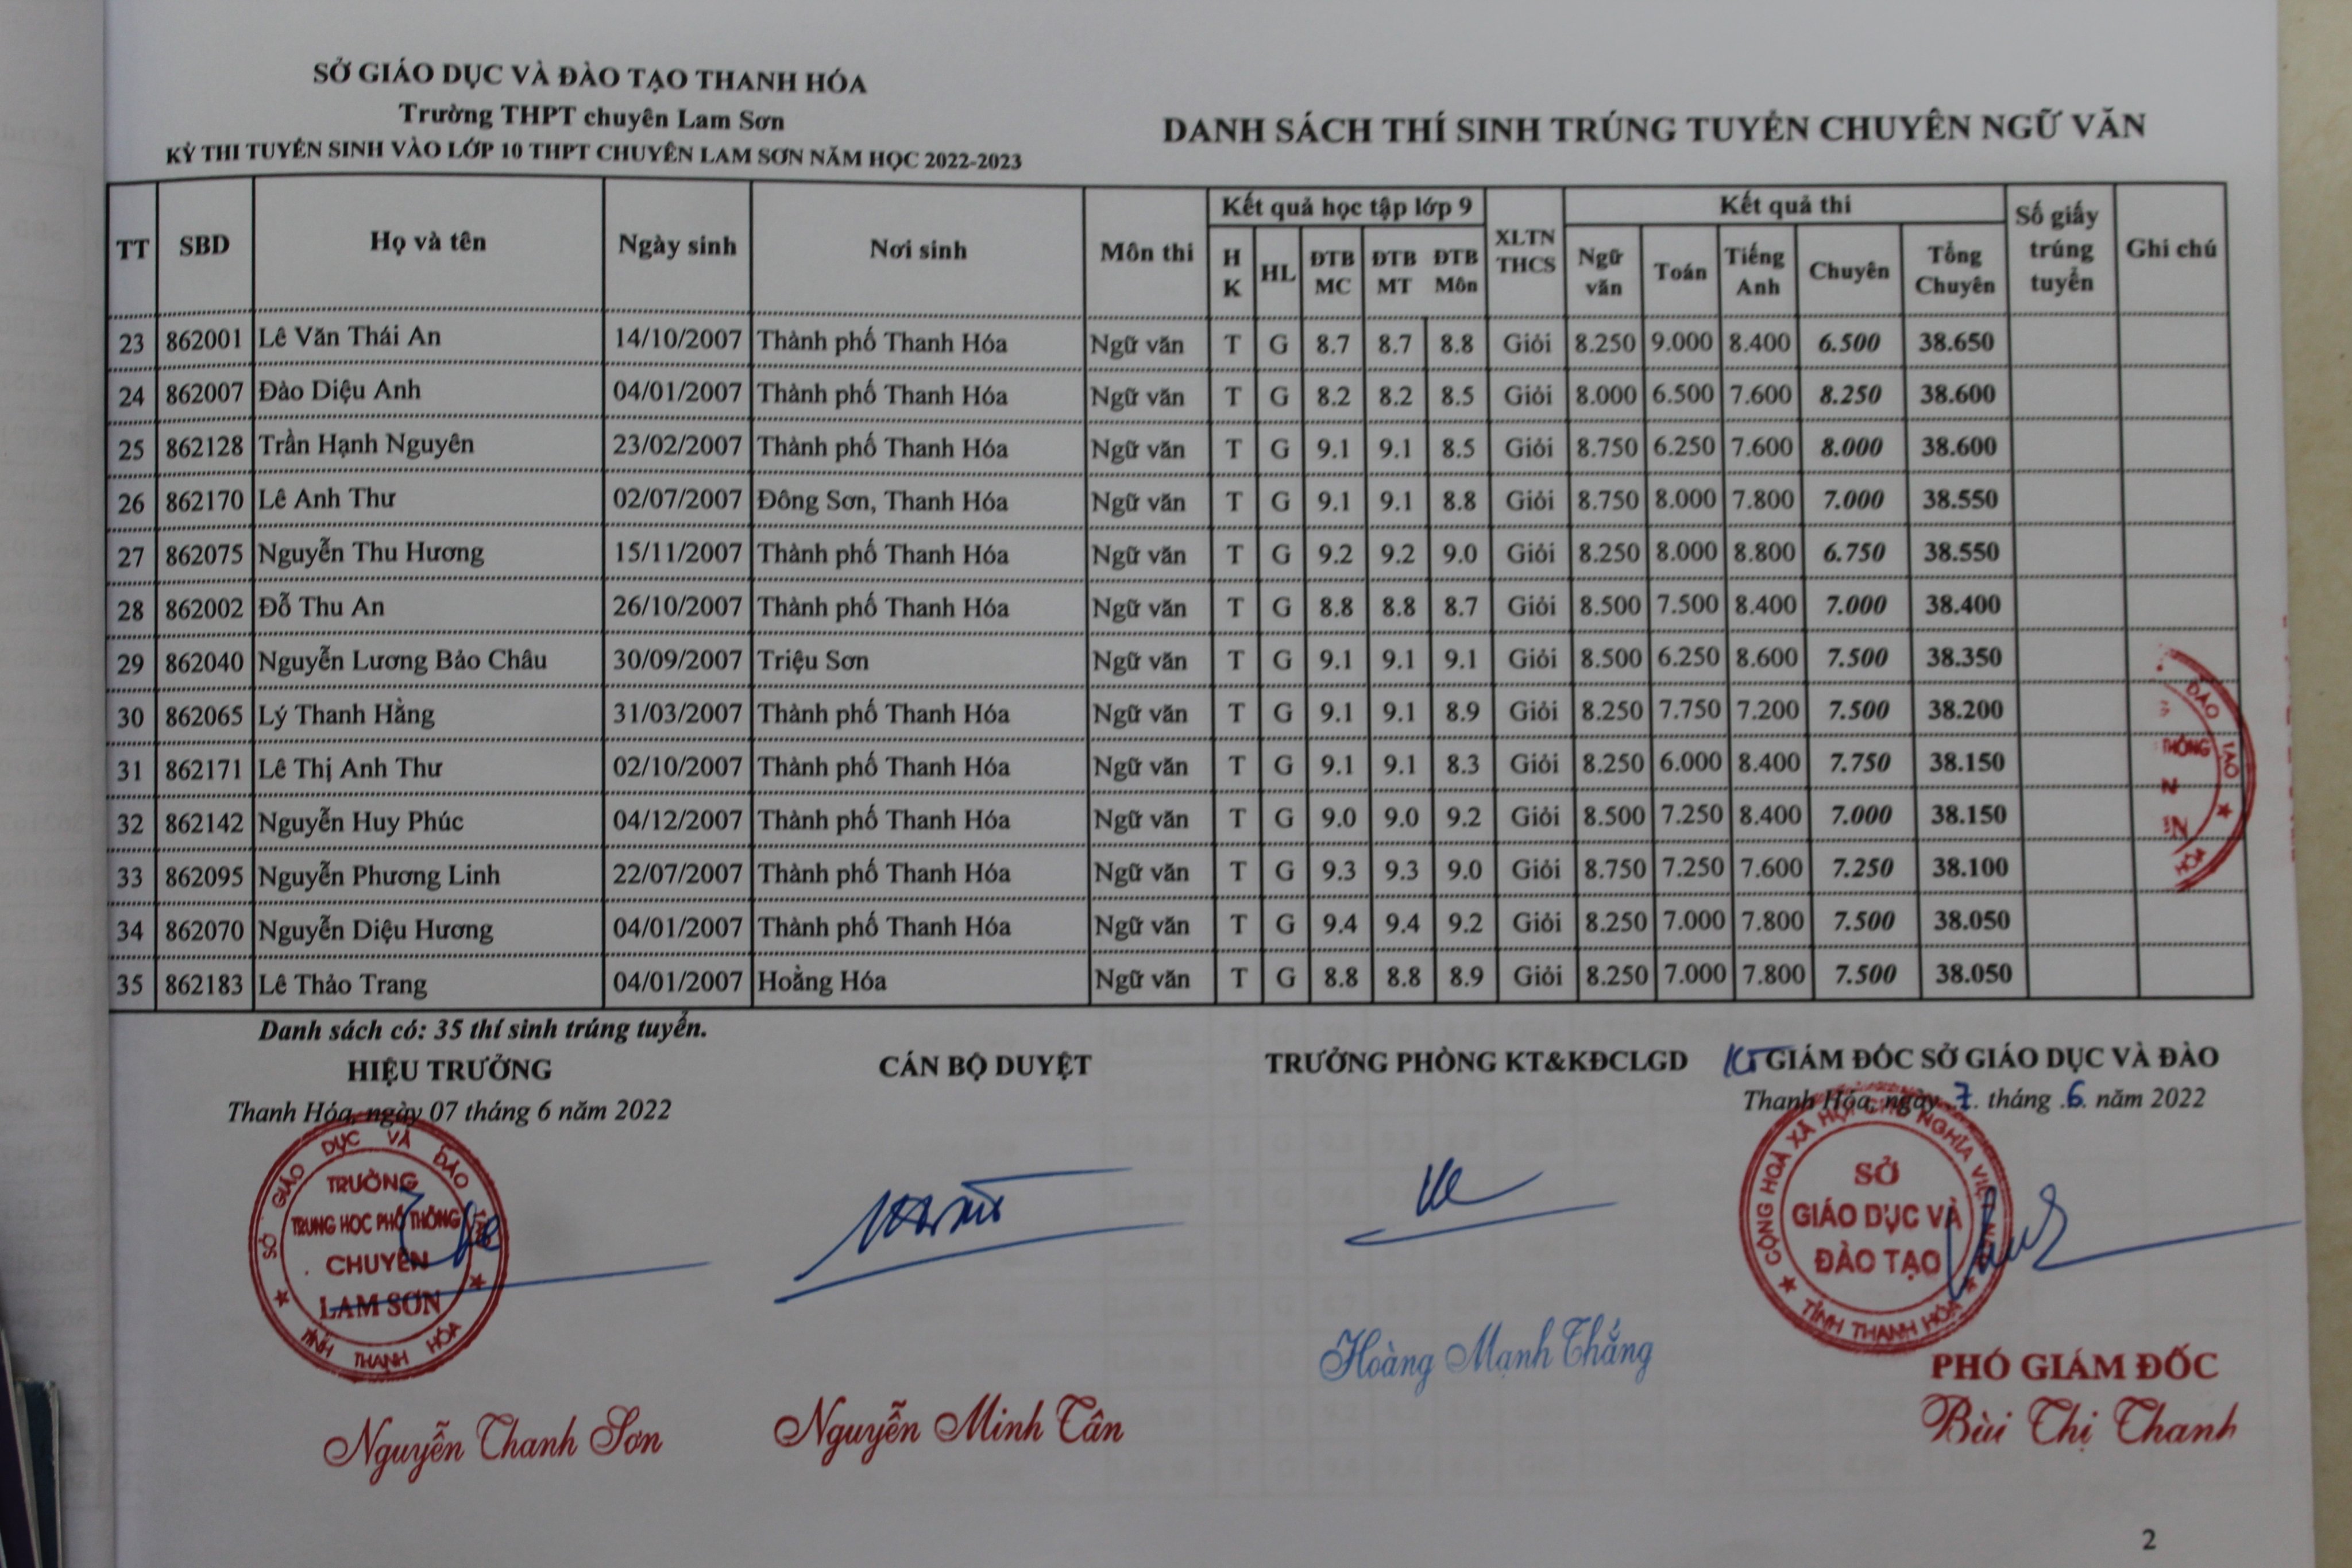 SỞ GIÁO DỤC VÀ ĐÀO TẠO THANH HÓA
Trường THPT chuyên Lam Sơn
KỲ THI TUYỂN SINH VÀO LỚP 10 THPT CHUYÊN LAM SƠN NĂM HỌC 2022-2023
DANH SÁCH THÍ SINH TRÚNG TUYỂN CHUYÊN NGỮ VĂN
TT SBD Họ và tên Ngày sinh Nơi sinh Môn thi Kết quả học tập lớp 9 XLTN THCS Kết quả thi Số giấy trúng tuyển Ghi chú
H K HL ĐTB MC ĐTB MT ĐTB Môn Ngữ văn Toán Tiếng Anh Chuyên Tổng Chuyên
23 862001 Lê Văn Thái An 14/10/2007 Thành phố Thanh Hóa Ngữ văn T G 8.7 8.7 8.8 Giỏi 8.250 9.000 8.400 6.500 38.650
24 862007 Đào Diệu Anh 04/01/2007 Thành phố Thanh Hóa Ngữ văn T G 8.2 8.2 8.5 Giỏi 8.000 6.500 7.600 8.250 38.600
25 862128 Trần Hạnh Nguyên 23/02/2007 Thành phố Thanh Hóa Ngữ văn T G 9.1 9.1 8.5 Giỏi 8.750 6.250 7.600 8.000 38.600
26 862170 Lê Anh Thư 02/07/2007 Đông Sơn, Thanh Hóa Ngữ văn T G 9.1 9.1 8.8 Giỏi 8.750 8.000 7.800 7.000 38.550
27 862075 Nguyễn Thu Hương 15/11/2007 Thành phố Thanh Hóa Ngữ văn T G 9.2 9.2 9.0 Giỏi 8.250 8.000 8.800 6.750 38.550
28 862002 Đỗ Thu An 26/10/2007 Thành phố Thanh Hóa Ngữ văn T G 8.8 8.8 8.7 Giỏi 8.500 7.500 8.400 7.000 38.400
29 862040 Nguyễn Lương Bảo Châu 30/09/2007 Triệu Sơn Ngữ văn T G 9.1 9.1 9.1 Giỏi 8.500 6.250 8.600 7.500 38.350
30 862065 Lý Thanh Hằng 31/03/2007 Thành phố Thanh Hóa Ngữ văn T G 9.1 9.1 8.9 Giỏi 8.250 7.750 7.200 7.500 38.200
31 862171 Lê Thị Anh Thư 02/10/2007 Thành phố Thanh Hóa Ngữ văn T G 9.1 9.1 8.3 Giỏi 8.250 6.000 8.400 7.750 38.150
32 862142 Nguyễn Huy Phúc 04/12/2007 Thành phố Thanh Hóa Ngữ văn T G 9.0 9.0 9.2 Giỏi 8.500 7.250 8.400 7.000 38.150
33 862095 Nguyễn Phương Linh 22/07/2007 Thành phố Thanh Hóa Ngữ văn T G 9.3 9.3 9.0 Giỏi 8.750 7.250 7.600 7.250 38.100
34 862070 Nguyễn Diệu Hương 04/01/2007 Thành phố Thanh Hóa Ngữ văn T G 9.4 9.4 9.2 Giỏi 8.250 7.000 7.800 7.500 38.050
35 862183 Lê Thảo Trang 04/01/2007 Hoằng Hóa Ngữ văn T G 8.8 8.8 8.9 Giỏi 8.250 7.000 7.800 7.500 38.050
ĐÀO TẠO
THÔNG
HÓA
Danh sách có: 35 thí sinh trúng tuyển.
HIỆU TRƯỞNG CÁN BỘ DUYỆT TRƯỞNG PHÒNG KT&KĐCLGD KT GIÁM ĐỐC SỞ GIÁO DỤC VÀ ĐÀO
Thanh Hóa, ngày 07 tháng 6 năm 2022
Thanh Hóa, ngày 7 tháng 6 năm 2022
SỞ GIÁO DỤC VÀ ĐÀO TẠO
TRƯỜNG
TRUNG HỌC PHỔ THÔNG
CHUYÊN
LAM SƠN
TỈNH THANH HÓA
CỘNG HOÀ XÃ HỘI CHỦ NGHĨA VIỆT NAM
SỞ
GIÁO DỤC VÀ
ĐÀO TẠO
TỈNH THANH HÓA
PHÓ GIÁM ĐỐC
Nguyễn Thanh Sơn
Nguyễn Minh Tân
Hoàng Mạnh Thắng
Bùi Thị Thanh
2